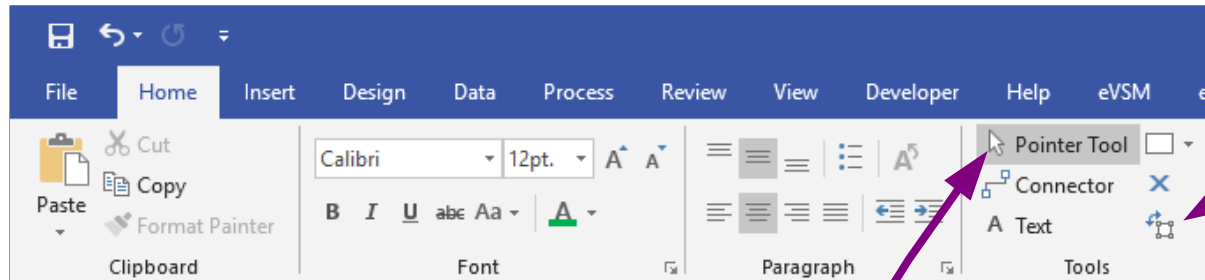 File Home Insert Design Data Process Review View Developer Help eVSM
Cut
Calibri 12pt. A A A Pointer Tool
Copy Connector
Paste
B I U abc Aa A A Text
Format Painter
Clipboard Font Paragraph Tools